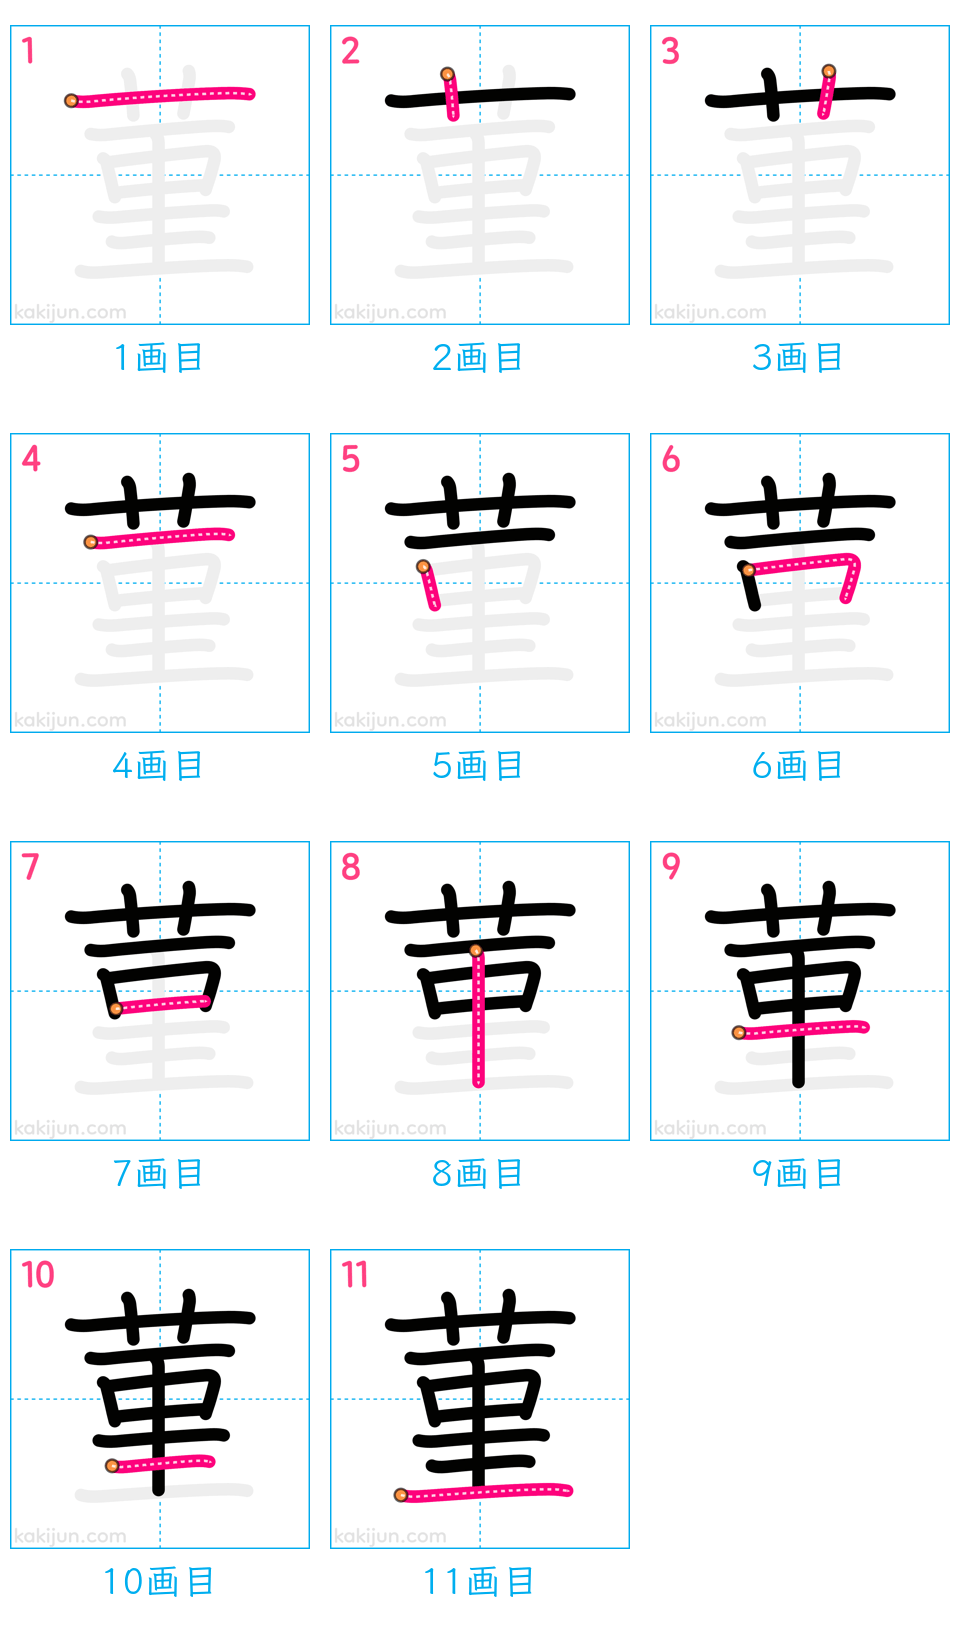 1 2 3
kakijun.com kakijun.com kakijun.com
1画目 2画目 3画目
4 5 6
kakijun.com kakijun.com kakijun.com
4画目 5画目 6画目
7 8 9
kakijun.com kakijun.com kakijun.com
7画目 8画目 9画目
10 11
菫 菫
kakijun.com kakijun.com
10画目 11画目